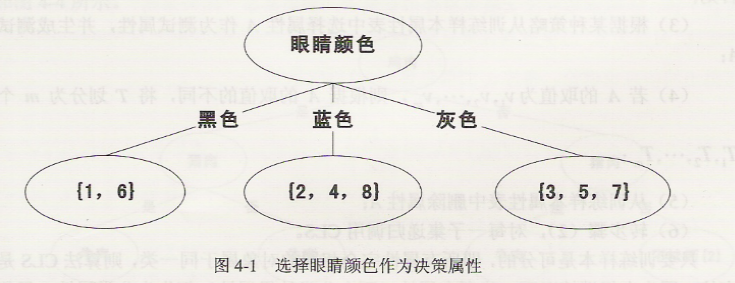 眼睛颜色
黑色 蓝色 灰色
{1，6} {2，4，8} {3，5，7}
图 4-1 选择眼睛颜色作为决策属性